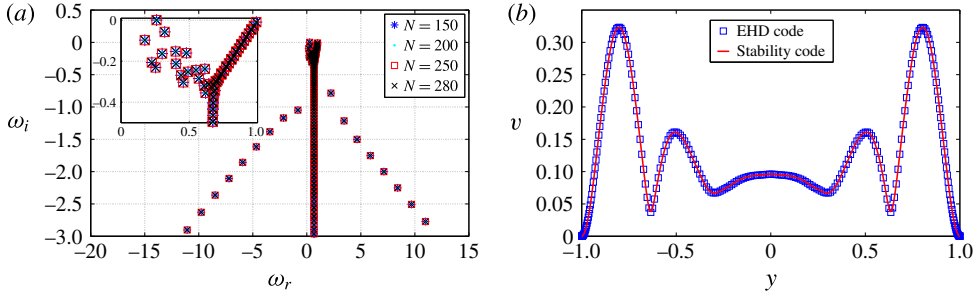 (a)
0
−0.5
−1.0
−1.5
−2.0
−2.5
−3.0
ωi
−20
−15
−10
−5
0
5
10
15
ωr
0
−0.2
−0.4
0
0.5
1.0
N = 150
N = 200
N = 250
N = 280
(b)
0.30
0.25
0.20
0.15
0.10
0.05
0
v
−1.0
−0.5
0
0.5
1.0
y
EHD code
Stability code